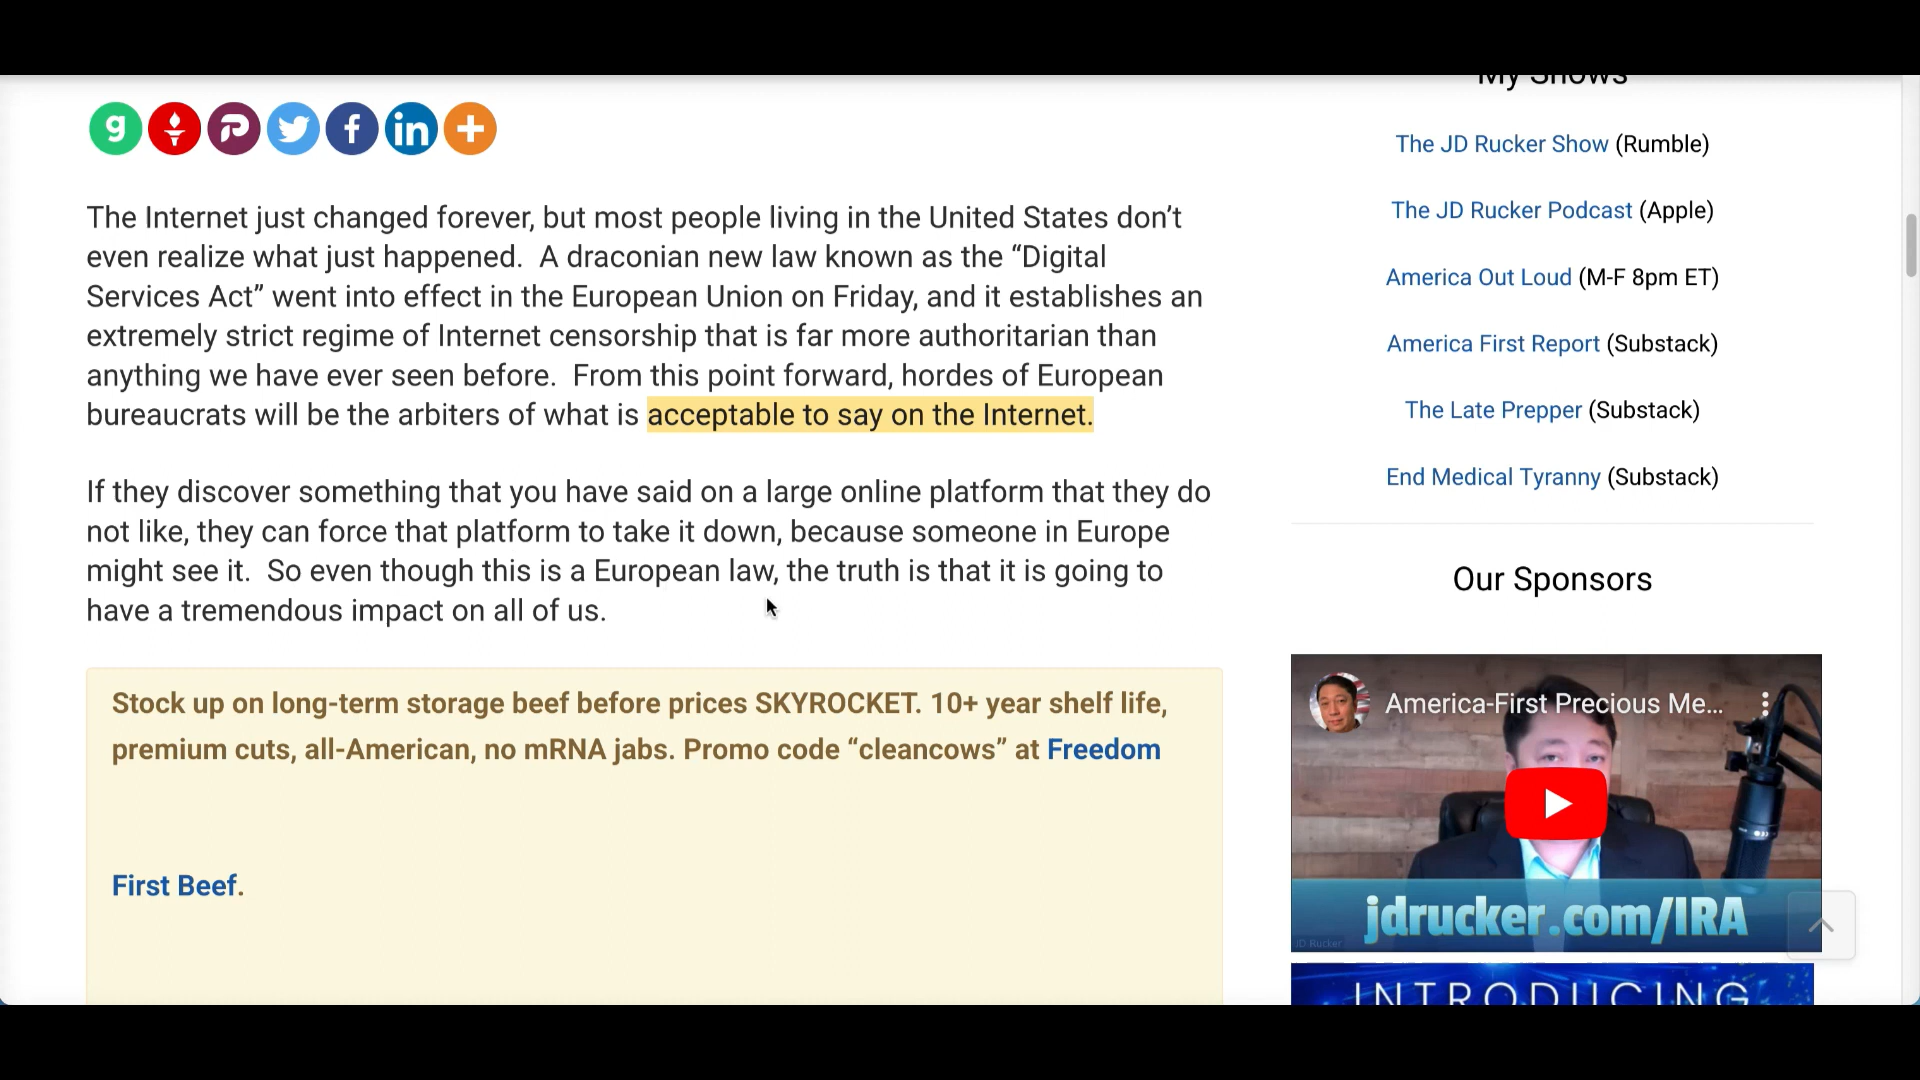 My Shows
The Internet just changed forever, but most people living in the United States don’t
even realize what just happened.  A draconian new law known as the “Digital
Services Act” went into effect in the European Union on Friday, and it establishes an
extremely strict regime of Internet censorship that is far more authoritarian than
anything we have ever seen before.  From this point forward, hordes of European
bureaucrats will be the arbiters of what is acceptable to say on the Internet.
If they discover something that you have said on a large online platform that they do
not like, they can force that platform to take it down, because someone in Europe
might see it.  So even though this is a European law, the truth is that it is going to
have a tremendous impact on all of us.
Stock up on long-term storage beef before prices SKYROCKET. 10+ year shelf life,
premium cuts, all-American, no mRNA jabs. Promo code “cleancows” at Freedom
First Beef.
The JD Rucker Show (Rumble)
The JD Rucker Podcast (Apple)
America Out Loud (M-F 8pm ET)
America First Report (Substack)
The Late Prepper (Substack)
End Medical Tyranny (Substack)
Our Sponsors
America-First Precious Me...
jdrucker.com/IRA
JD Rucker
INTRODUCING